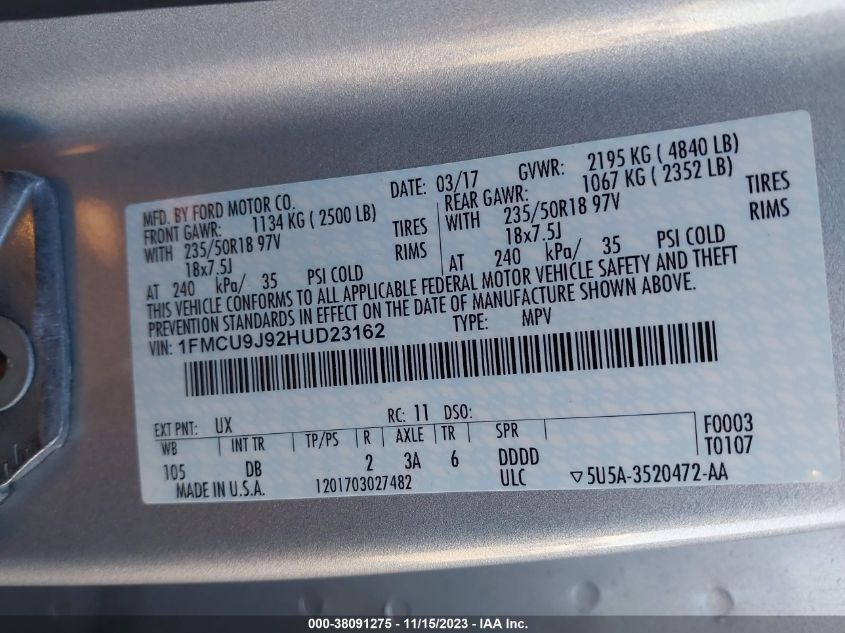 MFD. BY FORD MOTOR CO.
DATE: 03/17 GVWR: 2195 KG ( 4840 LB)
FRONT GAWR: 1134 KG ( 2500 LB)
WITH 235/50R18 97V TIRES
18x7.5J RIMS
AT 240 kPa/ 35 PSI COLD
REAR GAWR: 1067 KG ( 2352 LB)
WITH 235/50R18 97V TIRES
18x7.5J RIMS
AT 240 kPa/ 35 PSI COLD
THIS VEHICLE CONFORMS TO ALL APPLICABLE FEDERAL MOTOR VEHICLE SAFETY AND THEFT
PREVENTION STANDARDS IN EFFECT ON THE DATE OF MANUFACTURE SHOWN ABOVE.
VIN: 1FMCU9J92HUD23162 TYPE: MPV
EXT PNT: UX RC: 11 DSO:
WB INT TR TP/PS R AXLE TR SPR F0003
105 DB 2 3A 6 DDDD T0107
MADE IN U.S.A. 1201703027482 ULC ▽5U5A-3520472-AA
000-38091275 - 11/15/2023 - IAA Inc.